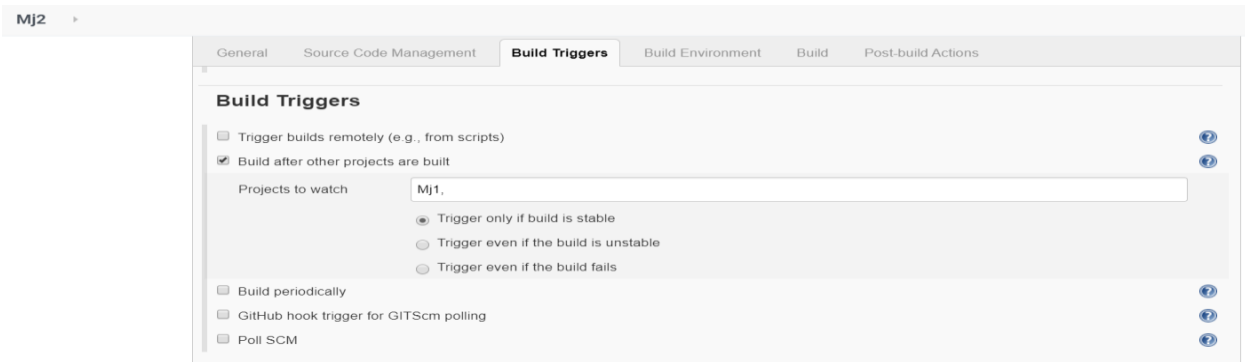 Mj2
General Source Code Management Build Triggers Build Environment Build Post-build Actions
Build Triggers
Trigger builds remotely (e.g., from scripts)
Build after other projects are built
Projects to watch Mj1,
Trigger only if build is stable
Trigger even if the build is unstable
Trigger even if the build fails
Build periodically
GitHub hook trigger for GITScm polling
Poll SCM